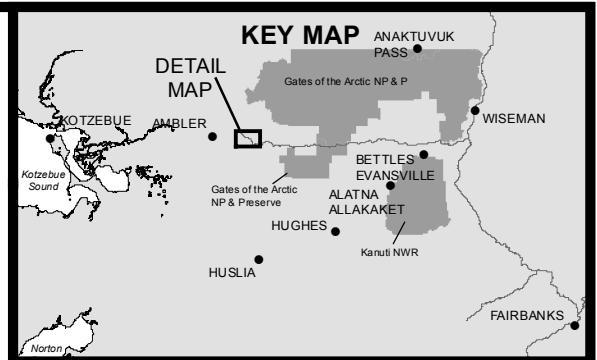 KEY MAP
ANAKTUVUK
PASS
DETAIL
MAP
Gates of the Arctic NP & P
KOTZEBUE
AMBLER
WISEMAN
BETTLES
EVANSVILLE
Kotzebue
Sound
Gates of the Arctic
NP & Preserve
ALATNA
ALLAKAKET
HUGHES
Kanuti NWR
HUSLIA
FAIRBANKS
Norton